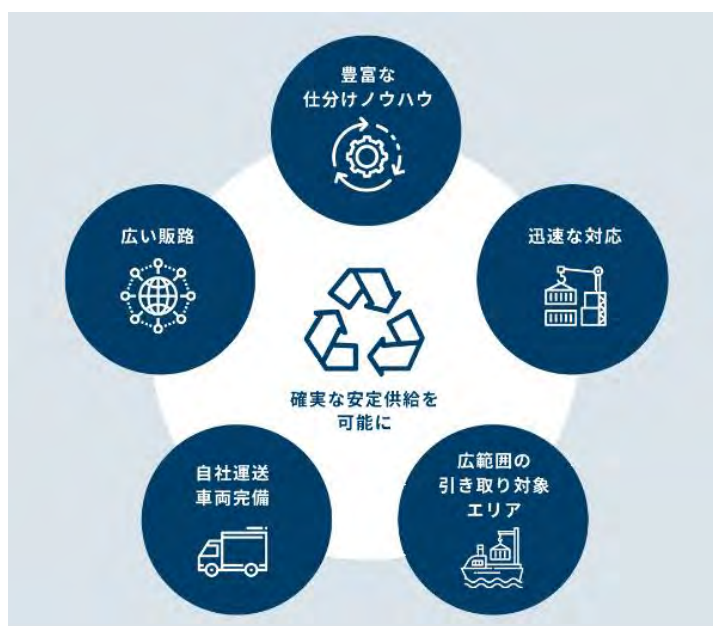 豊富な
仕分けノウハウ
広い販路
迅速な対応
確実な安定供給を
可能に
自社運送
車両完備
広範囲の
引き取り対象
エリア